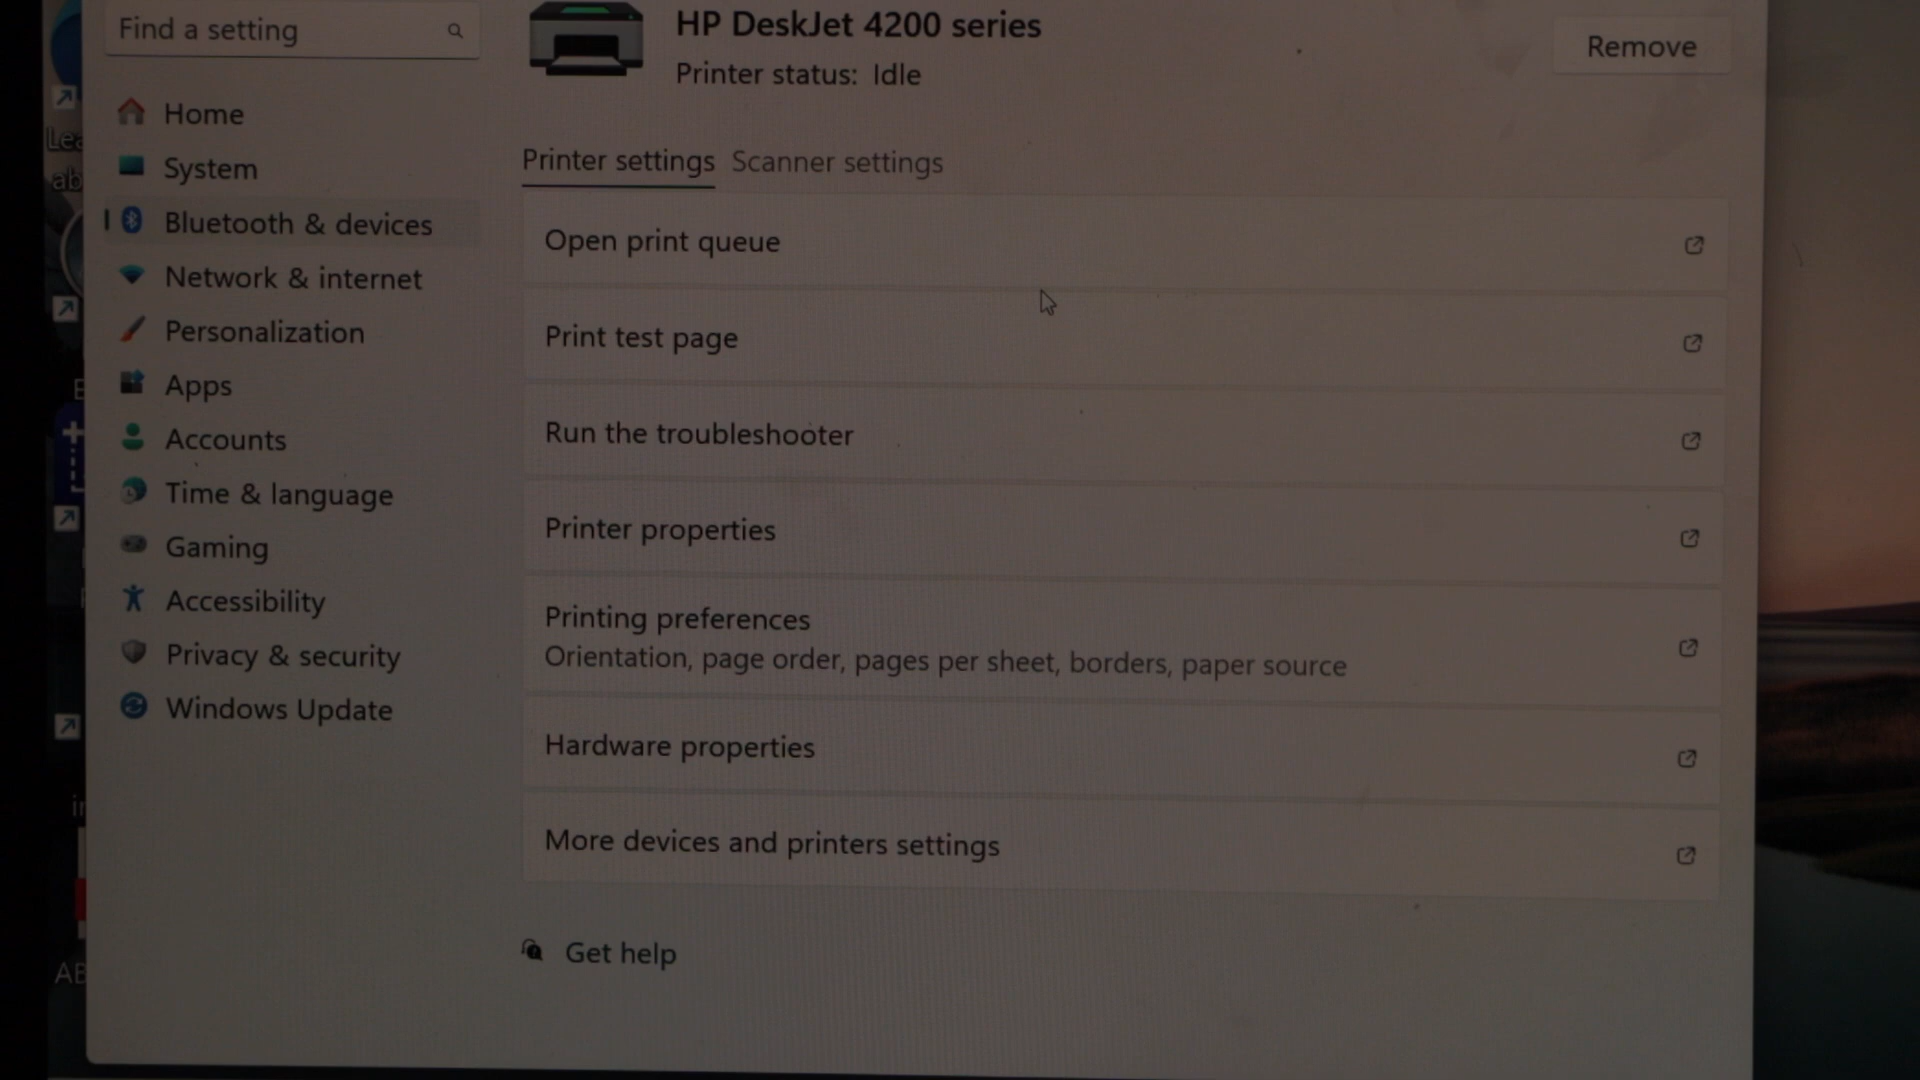 Find a setting
HP DeskJet 4200 series
Printer status: Idle
Remove
Home
System
Bluetooth & devices
Network & internet
Personalization
Apps
Accounts
Time & language
Gaming
Accessibility
Privacy & security
Windows Update
Printer settings Scanner settings
Open print queue
Print test page
Run the troubleshooter
Printer properties
Printing preferences
Orientation, page order, pages per sheet, borders, paper source
Hardware properties
More devices and printers settings
Get help
Lea
ab
AB